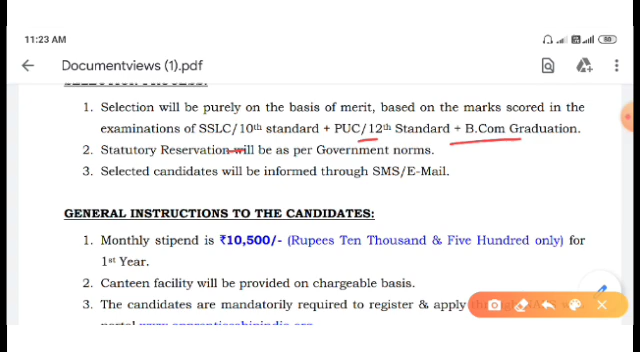 11:23 AM
80
Documentviews (1).pdf
SELECTION PROCESS:
1. Selection will be purely on the basis of merit, based on the marks scored in the
examinations of SSLC/10th standard + PUC/12th Standard + B.Com Graduation.
2. Statutory Reservation will be as per Government norms.
3. Selected candidates will be informed through SMS/E-Mail.
GENERAL INSTRUCTIONS TO THE CANDIDATES:
1. Monthly stipend is ₹10,500/- (Rupees Ten Thousand & Five Hundred only) for
1st Year.
2. Canteen facility will be provided on chargeable basis.
3. The candidates are mandatorily required to register & apply